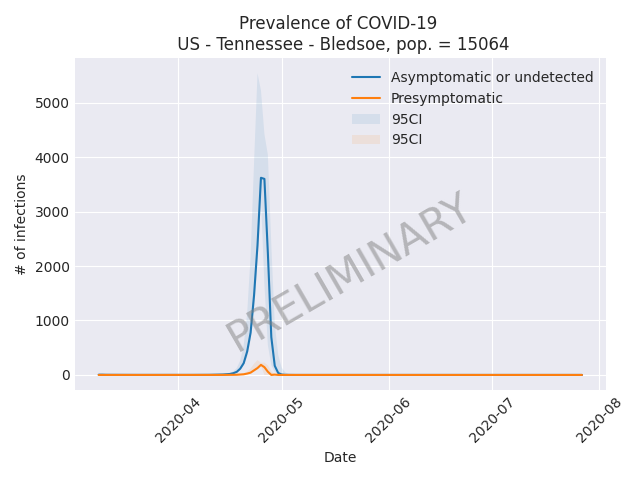 Prevalence of COVID-19
US - Tennessee - Bledsoe, pop. = 15064
Asymptomatic or undetected
Presymptomatic
95CI
95CI
# of infections
5000
4000
3000
2000
1000
0
PRELIMINARY
2020-04
2020-05
2020-06
2020-07
2020-08
Date